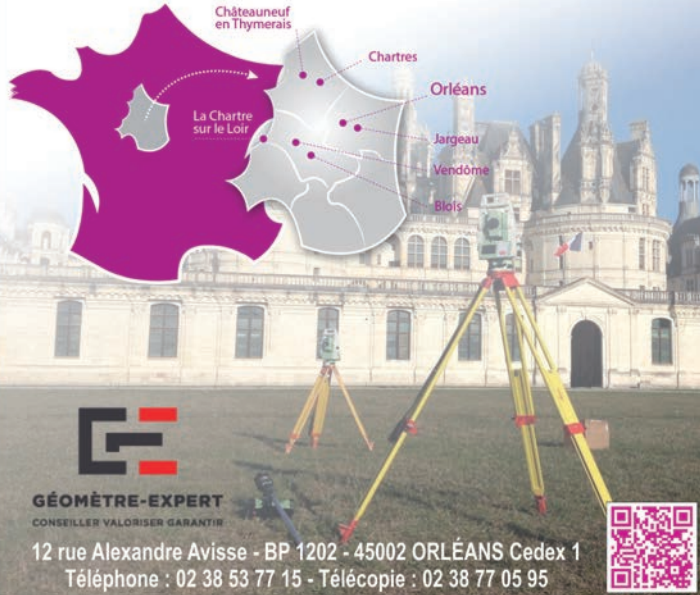 Châteauneuf
en Thymerais
Chartres
Orléans
La Chartre
sur le Loir
Jargeau
Vendôme
Blois
GÉOMÈTRE-EXPERT
CONSEILLER VALORISER GARANTIR
12 rue Alexandre Avisse - BP 1202 - 45002 ORLÉANS Cedex 1
Téléphone : 02 38 53 77 15 - Télécopie : 02 38 77 05 95